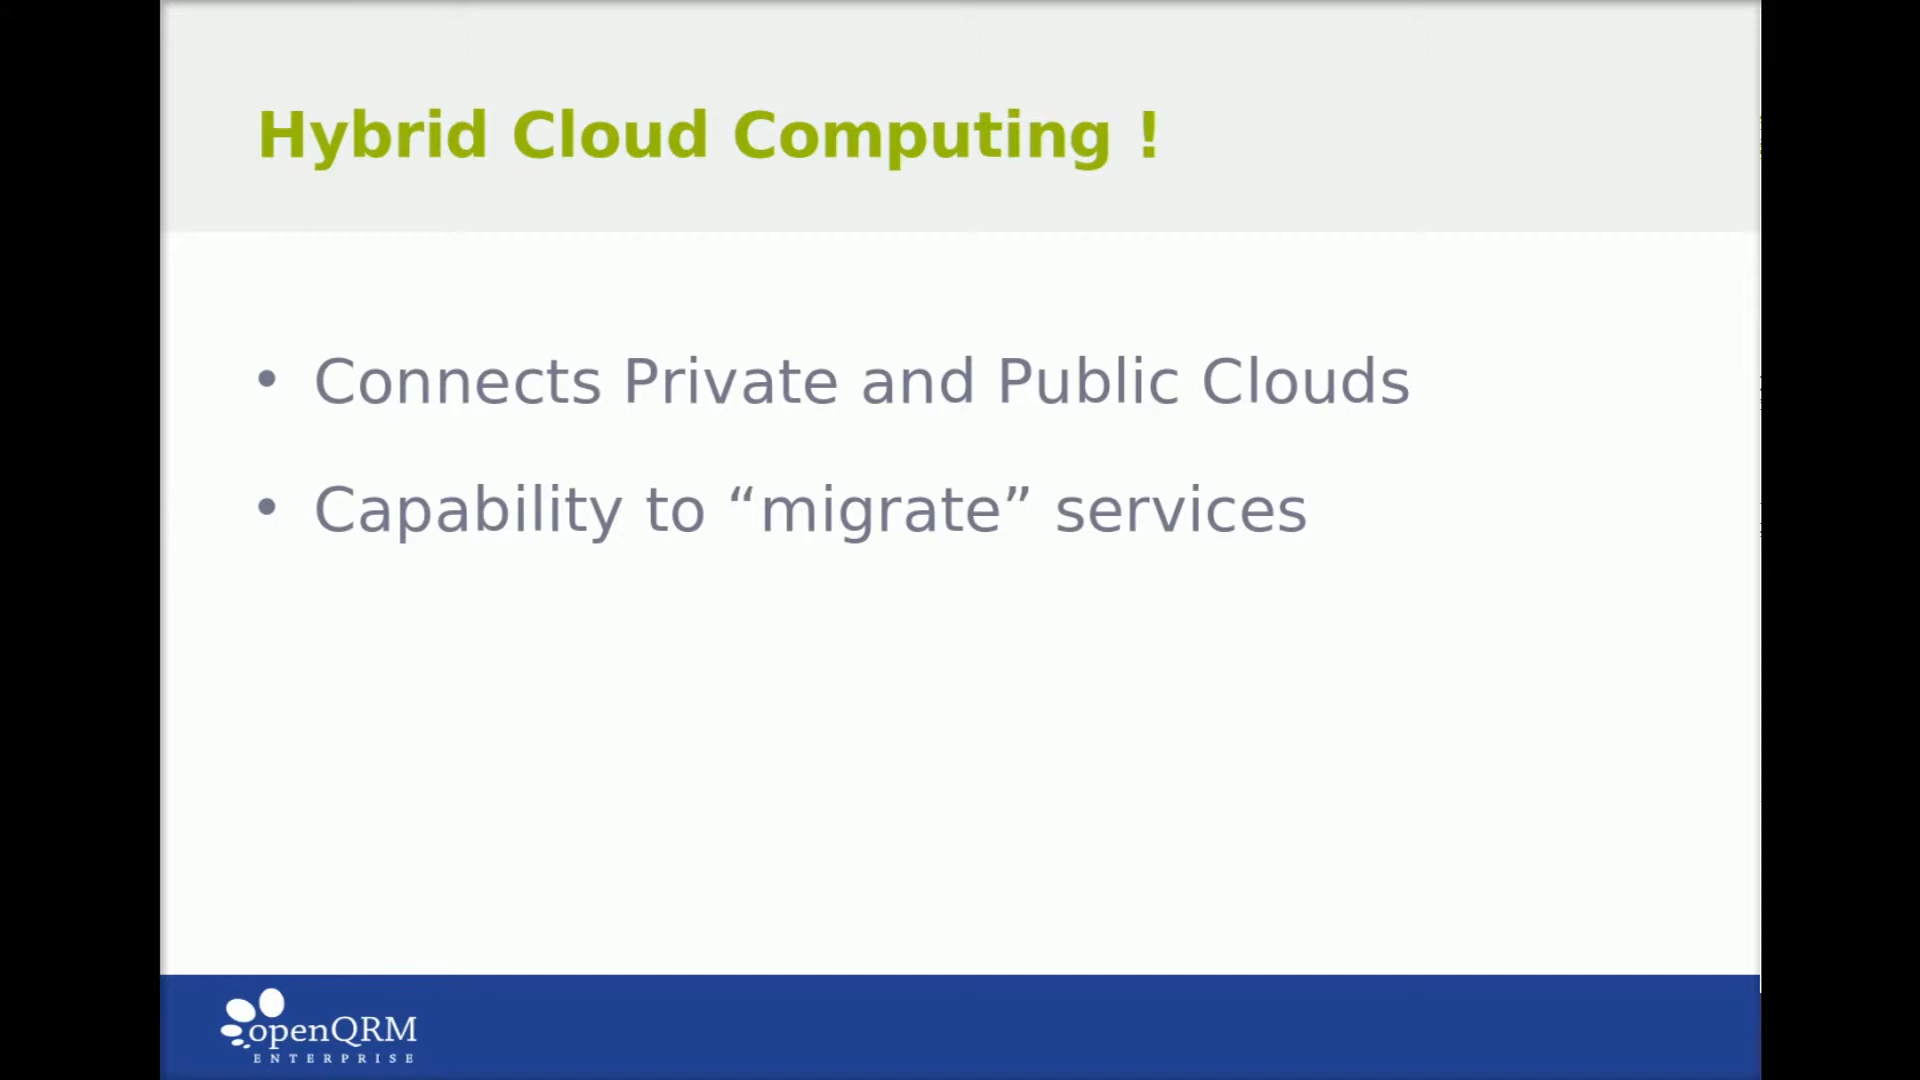 Hybrid Cloud Computing !
• Connects Private and Public Clouds
• Capability to “migrate” services
openQRM
ENTERPRISE